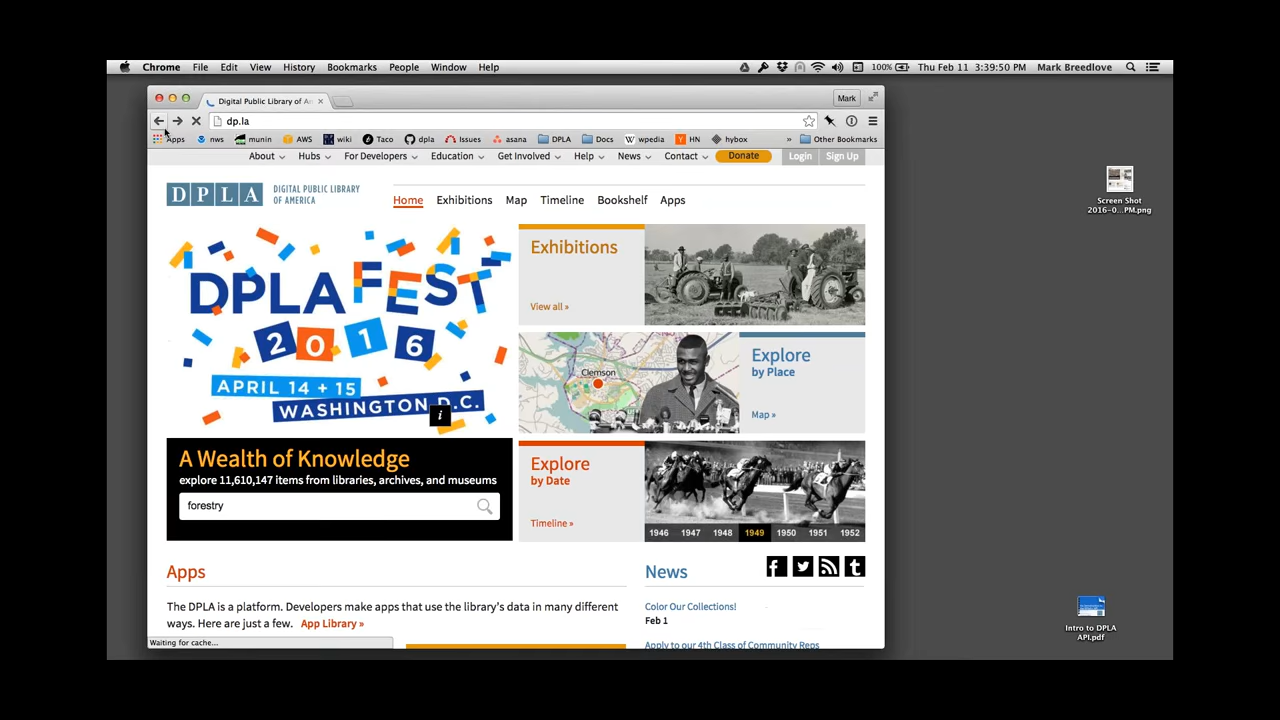 Chrome File Edit View History Bookmarks People Window Help 100% Thu Feb 11 3:39:50 PM Mark Breedlove
Digital Public Library of Am
Mark
dp.la
Apps nws munin AWS wiki Taco dpla Issues asana DPLA Docs wpedia HN hybox » Other Bookmarks
About Hubs For Developers Education Get Involved Help News Contact Donate Login Sign Up
DPLA DIGITAL PUBLIC LIBRARY
OF AMERICA
Home Exhibitions Map Timeline Bookshelf Apps
DPLAFEST
2016
APRIL 14 + 15
WASHINGTON D.C.
i
Exhibitions
View all »
Clemson
Explore
by Place
Map »
A Wealth of Knowledge
explore 11,610,147 items from libraries, archives, and museums
forestry
Explore
by Date
Timeline »
1946 1947 1948 1949 1950 1951 1952
Apps
The DPLA is a platform. Developers make apps that use the library's data in many different
ways. Here are just a few. App Library »
News
Color Our Collections!
Feb 1
Apply to our 4th Class of Community Reps
Waiting for cache...
Screen Shot
2016-0...PM.png
Intro to DPLA
API.pdf